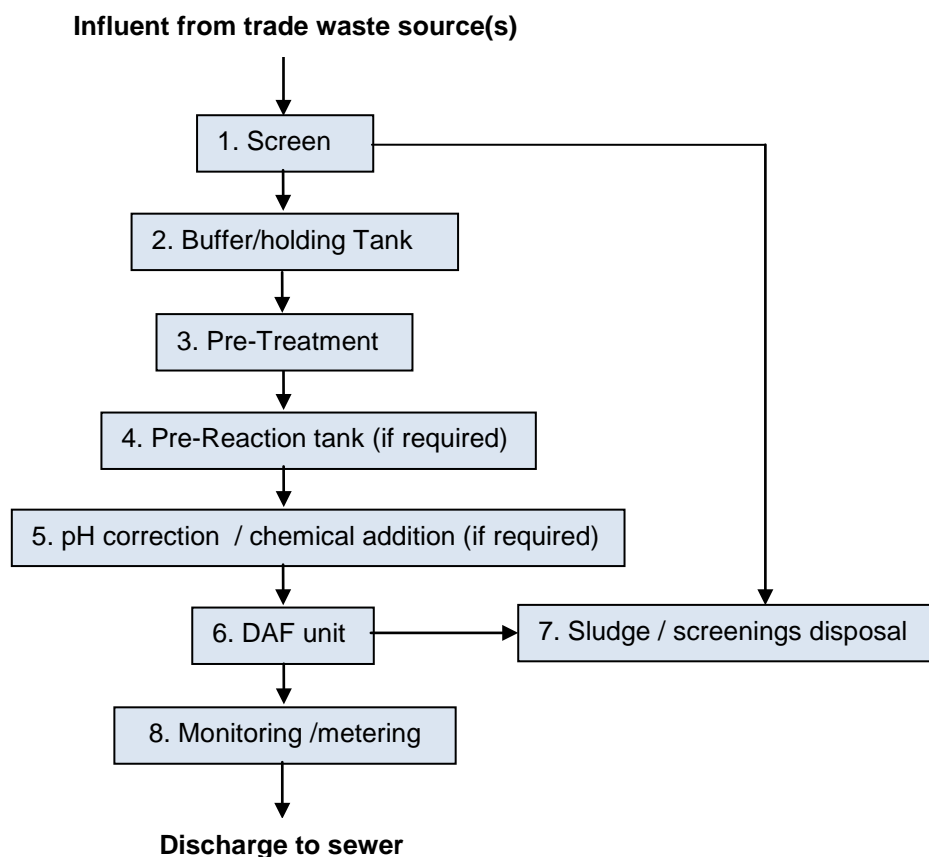 Influent from trade waste source(s)
1. Screen
2. Buffer/holding Tank
3. Pre-Treatment
4. Pre-Reaction tank (if required)
5. pH correction / chemical addition (if required)
6. DAF unit
7. Sludge / screenings disposal
8. Monitoring /metering
Discharge to sewer